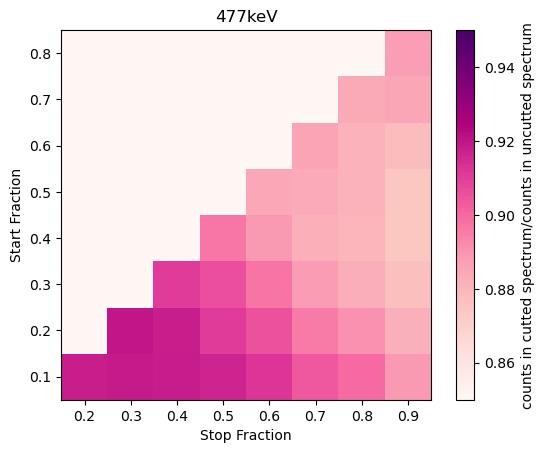 477keV
Start Fraction
0.8
0.7
0.6
0.5
0.4
0.3
0.2
0.1
0.2 0.3 0.4 0.5 0.6 0.7 0.8 0.9
Stop Fraction
0.94
0.92
0.90
0.88
0.86
counts in cutted spectrum/counts in uncutted spectrum